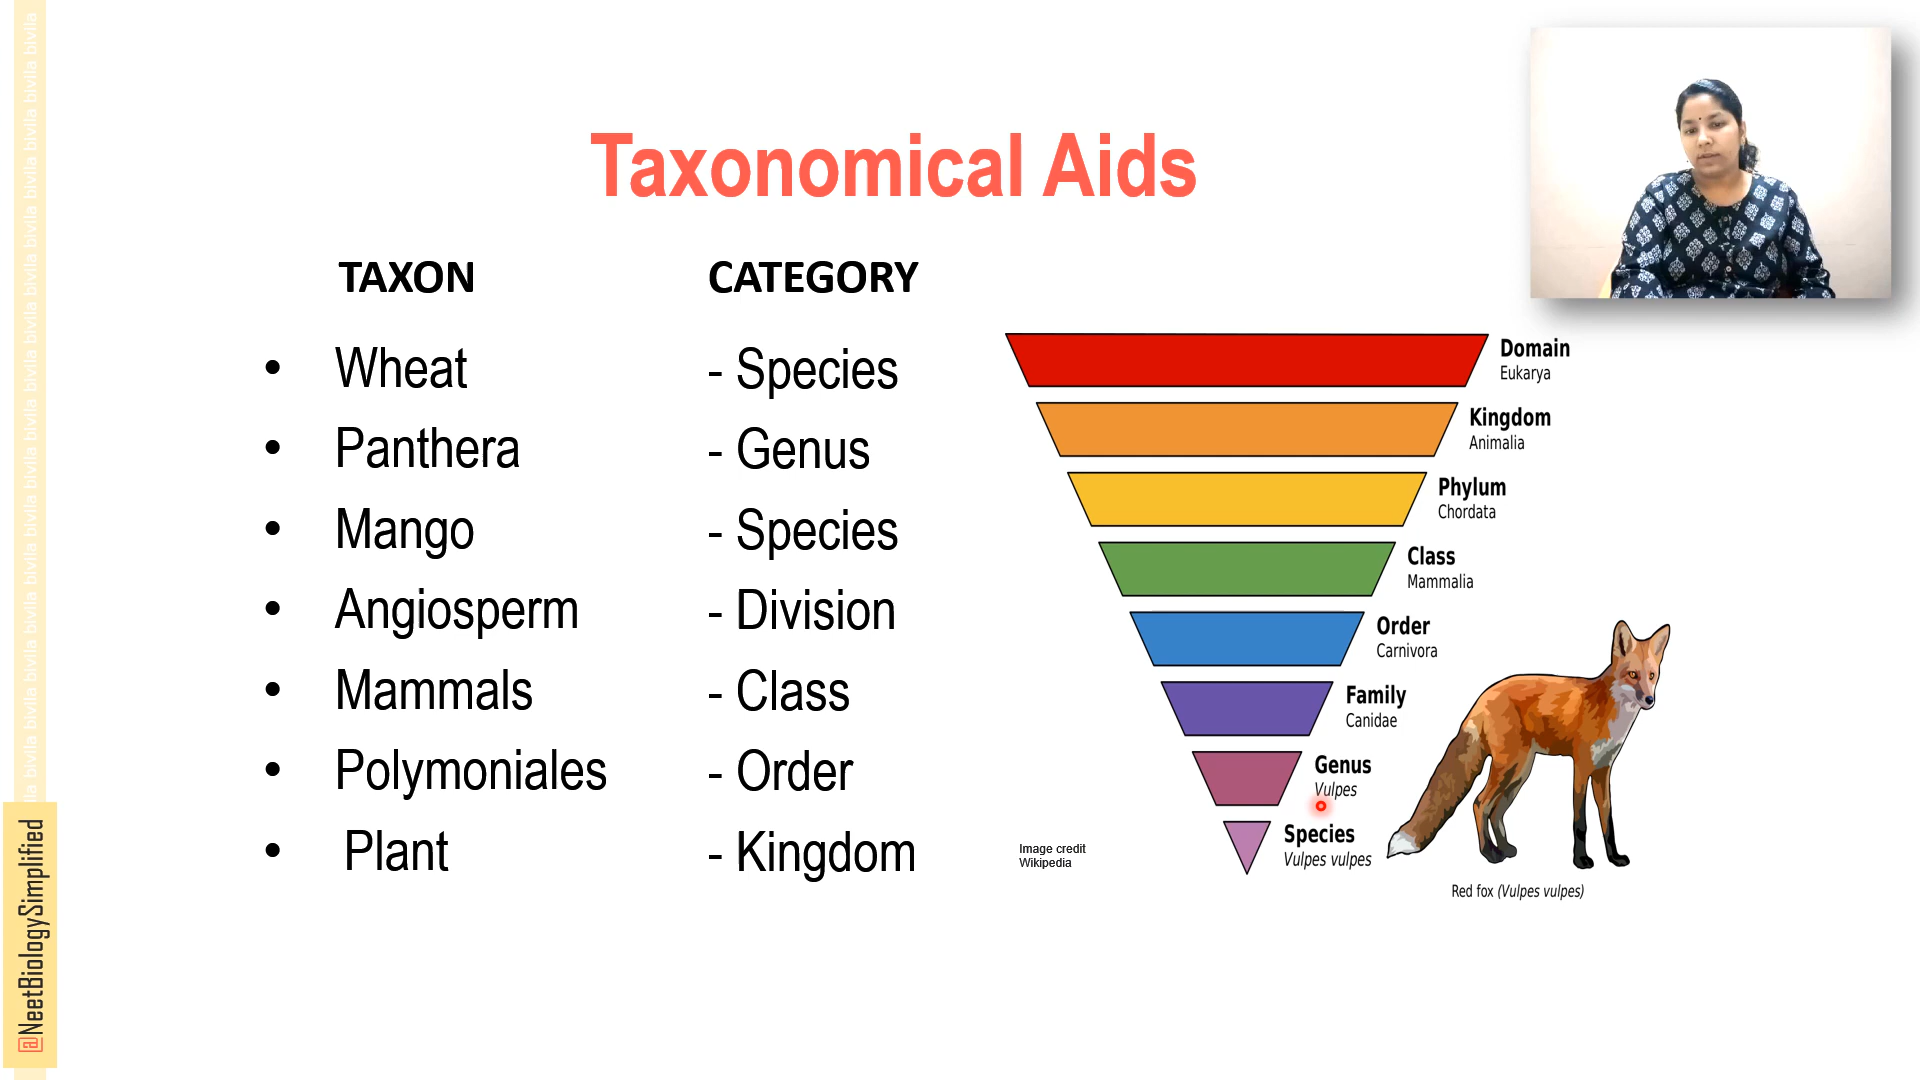 Taxonomical Aids
TAXON CATEGORY
• Wheat - Species
• Panthera - Genus
• Mango - Species
• Angiosperm - Division
• Mammals - Class
• Polymoniales - Order
• Plant - Kingdom
Domain
Eukarya
Kingdom
Animalia
Phylum
Chordata
Class
Mammalia
Order
Carnivora
Family
Canidae
Genus
Vulpes
Species
Vulpes vulpes
Red fox (Vulpes vulpes)
Image credit
Wikipedia
@NeetBiologySimplified